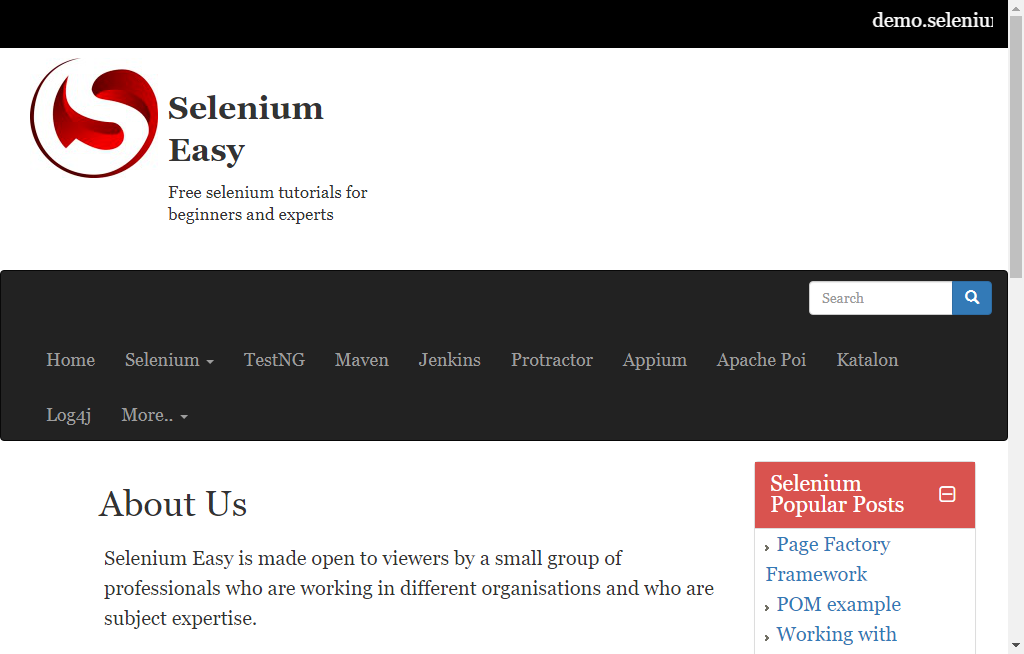 demo.seleniu
Selenium
Easy
Free selenium tutorials for
beginners and experts
Search
Home Selenium TestNG Maven Jenkins Protractor Appium Apache Poi Katalon
Log4j More..
About Us
Selenium Easy is made open to viewers by a small group of
professionals who are working in different organisations and who are
subject expertise.
Selenium
Popular Posts
Page Factory
Framework
POM example
Working with